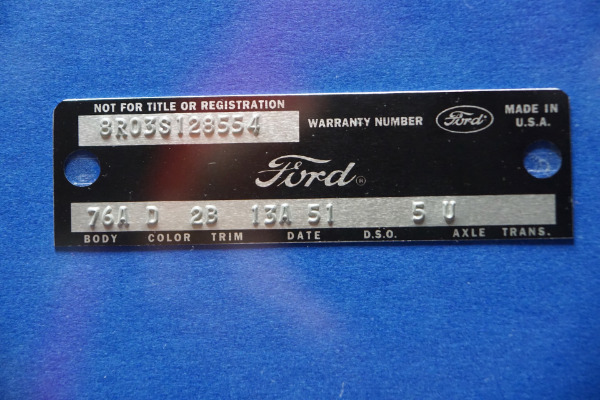 NOT FOR TITLE OR REGISTRATION
8R03S128554 WARRANTY NUMBER Ford MADE IN U.S.A.
Ford®
76A D 2B 13A 51 5 U
BODY COLOR TRIM DATE D.S.O. AXLE TRANS.